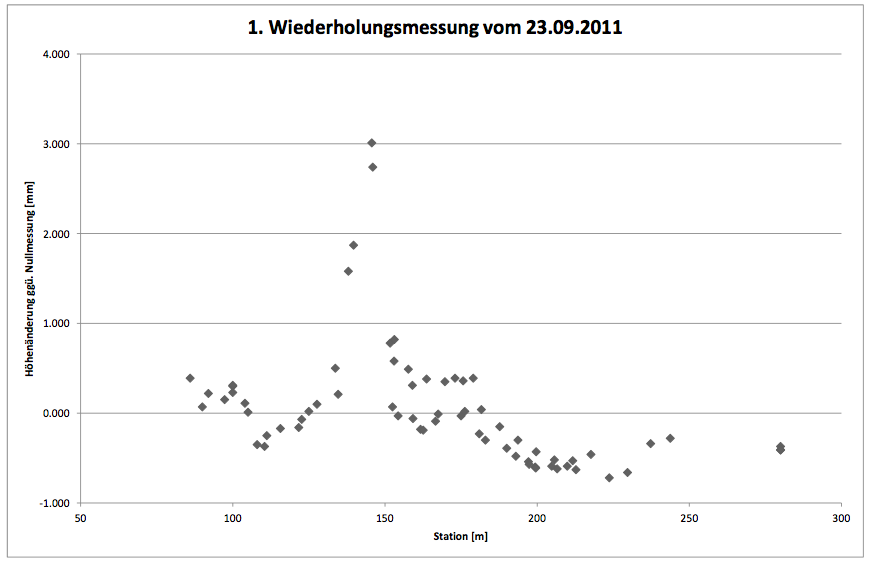 1. Wiederholungsmessung vom 23.09.2011
4.000
3.000
2.000
1.000
0.000
-1.000
Höhenänderung ggü. Nullmessung [mm]
50 100 150 200 250 300
Station [m]